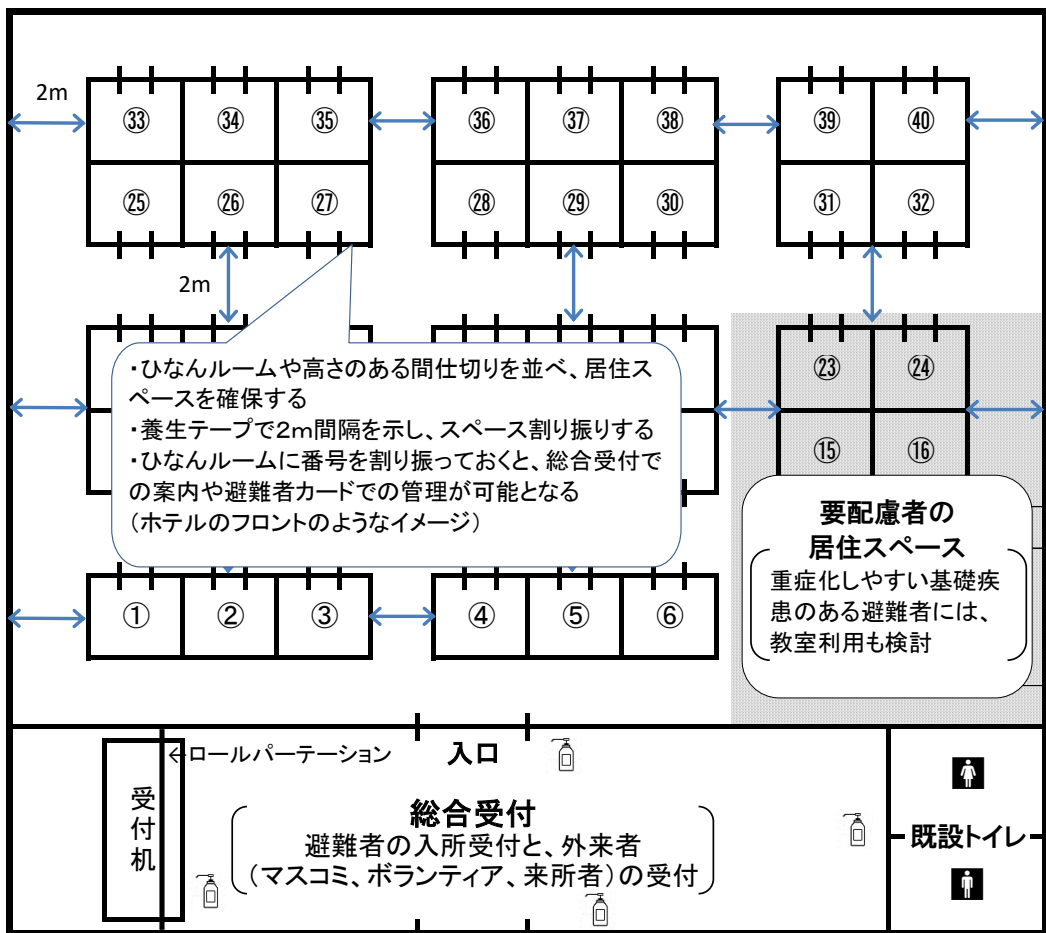 2m
㉝ ㉞ ㉟ ㊱ ㊲ ㊳ ㊴ ㊵
㉕ ㉖ ㉗ ㉘ ㉙ ㉚ ㉛ ㉜
2m
・ひなんルームや高さのある間仕切りを並べ、居住ス
ペースを確保する
・養生テープで2m間隔を示し、スペース割り振りする
・ひなんルームに番号を割り振っておくと、総合受付で
の案内や避難者カードでの管理が可能となる
(ホテルのフロントのようなイメージ)
㉓ ㉔
⑮ ⑯
要配慮者の
居住スペース
重症化しやすい基礎疾
患のある避難者には、
教室利用も検討
① ② ③ ④ ⑤ ⑥
←ロールパーテーション
入口
受付机
総合受付
避難者の入所受付と、外来者
(マスコミ、ボランティア、来所者)の受付
既設トイレ